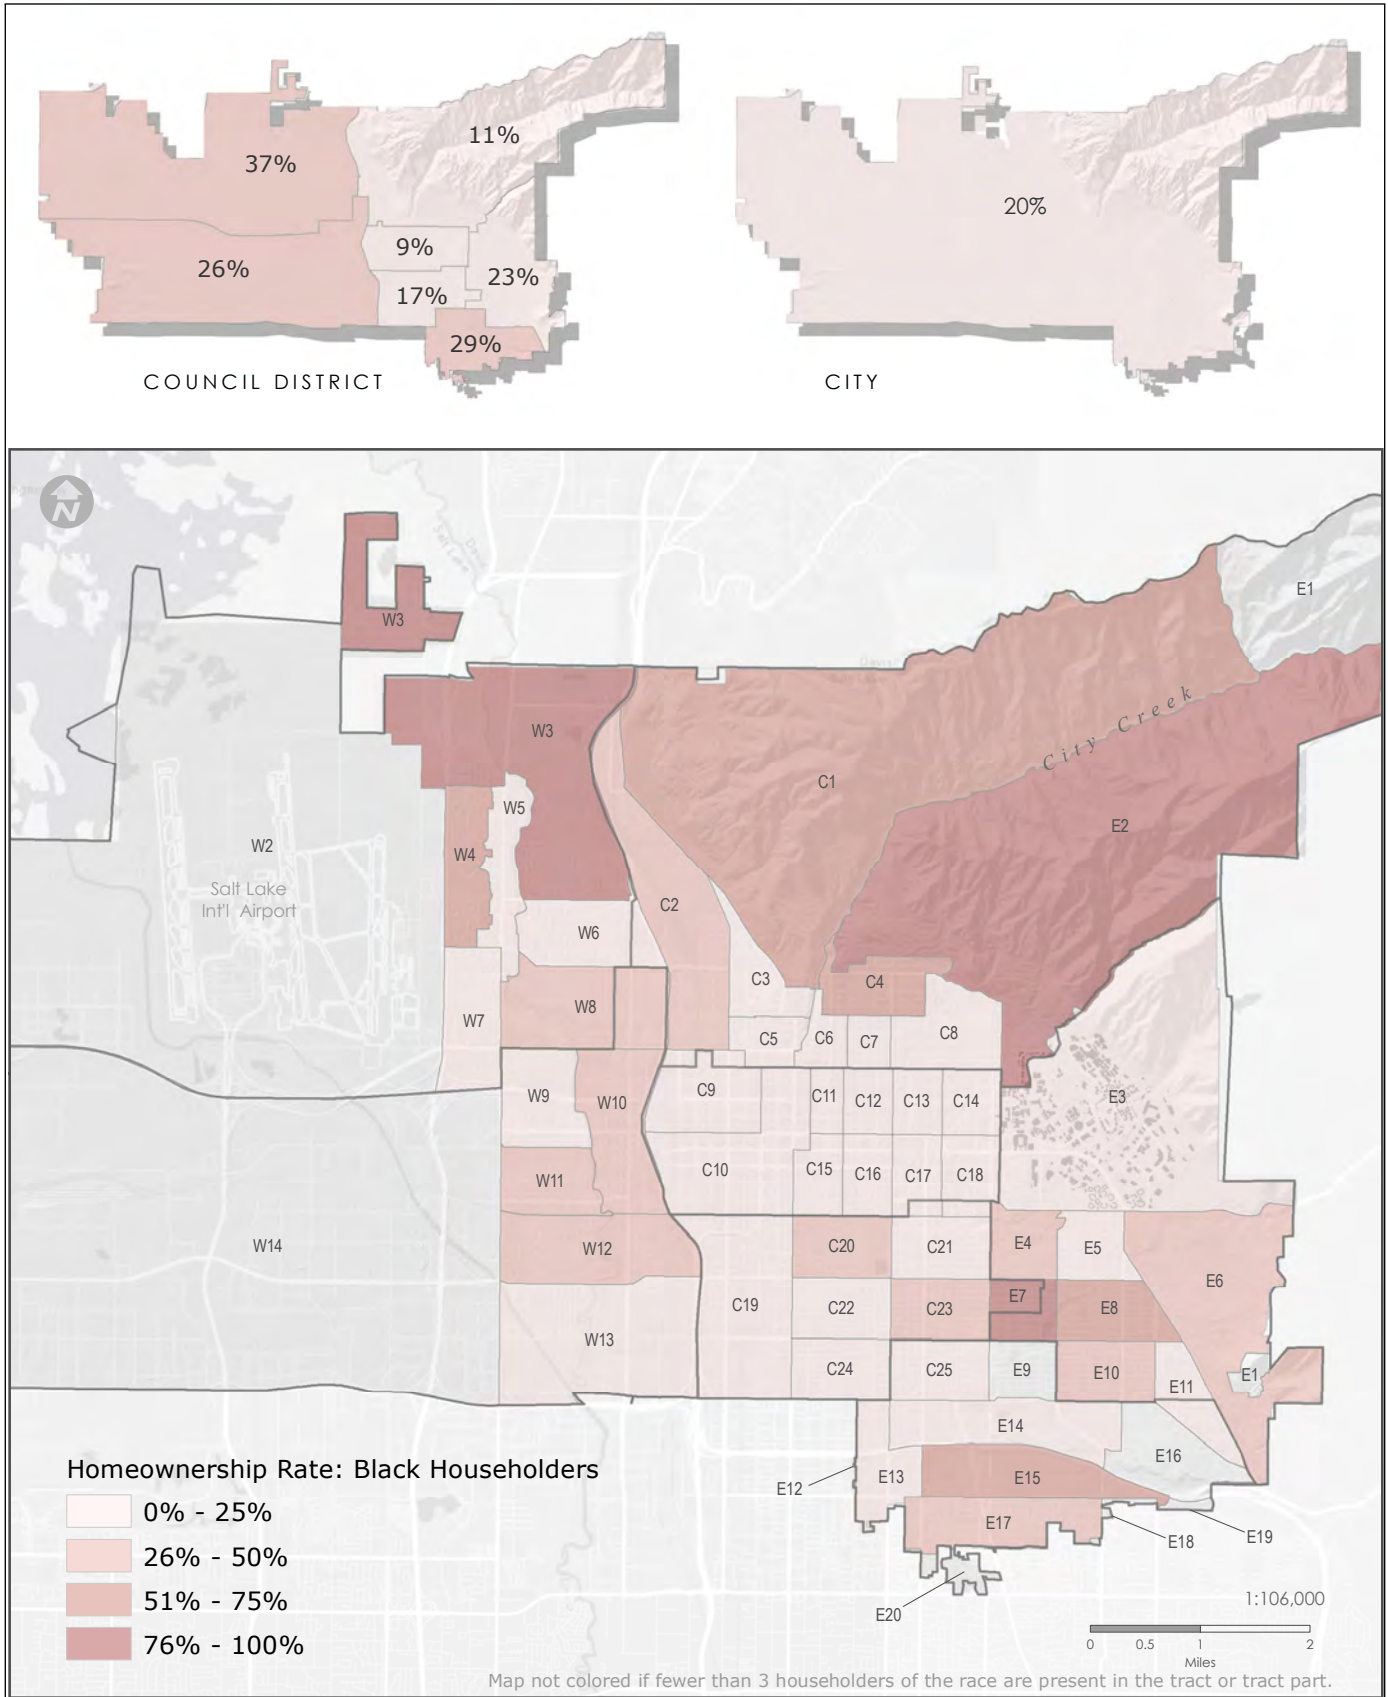 11%
37%
20%
9%
26%
23%
17%
29%
COUNCIL DISTRICT
CITY
N
Davis
Salt Lake
E1
W3
Davis
City Creek
W3
C1
W5
E2
W2
W4
Salt Lake
Int'l Airport
C2
W6
C3
C4
W8
W7
C5
C6
C7
C8
W9
W10
C9
C11
C12
C13
C14
E3
C10
C15
C16
C17
C18
W11
W14
W12
C20
C21
E4
E5
E6
C19
C22
C23
E7
E8
W13
C24
C25
E9
E10
E11
E1
E14
E16
E12
E13
E15
E17
E18
E19
E20
Homeownership Rate: Black Householders
0% - 25%
26% - 50%
51% - 75%
76% - 100%
1:106,000
0 0.5 1 2
Miles
Map not colored if fewer than 3 householders of the race are present in the tract or tract part.